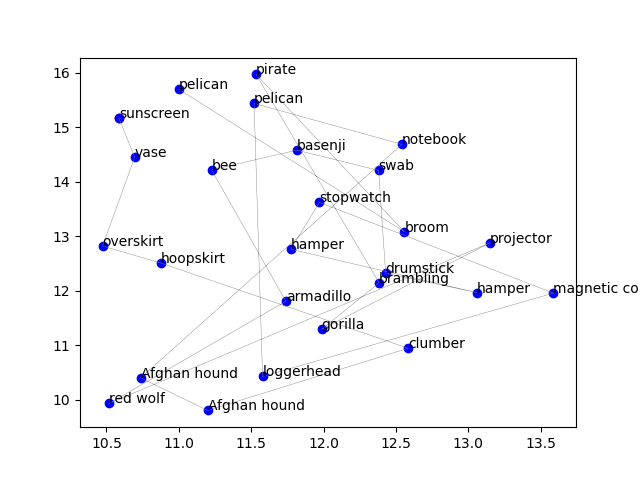 pirate
pelican
pelican
sunscreen
notebook
basenji
vase
bee
swab
stopwatch
broom
projector
overskirt
hamper
hoopskirt
drumstick
brambling
hamper
magnetic co
armadillo
gorilla
clumber
Afghan hound
loggerhead
red wolf
Afghan hound
16
15
14
13
12
11
10
10.5 11.0 11.5 12.0 12.5 13.0 13.5